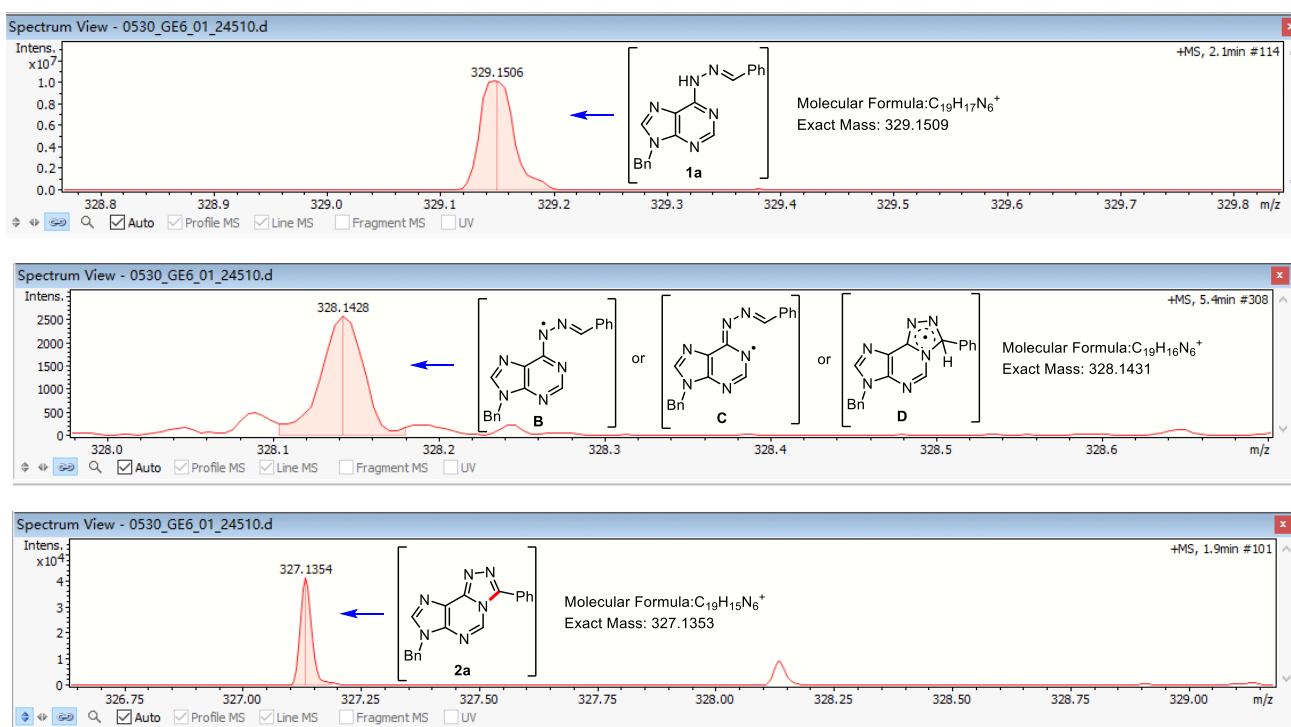 Spectrum View - 0530_GE6_01_24510.d
x
Intens.
x10⁷
+MS, 2.1min #114
329.1506
1.0
0.8
0.6
0.4
0.2
0.0
HN N Ph
N N
N N
Bn
1a
Molecular Formula:C₁₉H₁₇N₆⁺
Exact Mass: 329.1509
328.8 328.9 329.0 329.1 329.2 329.3 329.4 329.5 329.6 329.7 329.8 m/z
Auto Profile MS Line MS Fragment MS UV
Spectrum View - 0530_GE6_01_24510.d
x
Intens.
+MS, 5.4min #308
328.1428
2500
2000
1500
1000
500
0
N N Ph
N N
N N
Bn
B
or
N N Ph
N N
N N
Bn
C
or
N N
N N Ph
H
N N
Bn
D
Molecular Formula:C₁₉H₁₆N₆⁺
Exact Mass: 328.1431
328.0 328.1 328.2 328.3 328.4 328.5 328.6 m/z
Auto Profile MS Line MS Fragment MS UV
Spectrum View - 0530_GE6_01_24510.d
x
Intens.
x10⁴
+MS, 1.9min #101
327.1354
4
3
2
1
0
N N
N N Ph
N N
Bn
2a
Molecular Formula:C₁₉H₁₅N₆⁺
Exact Mass: 327.1353
326.75 327.00 327.25 327.50 327.75 328.00 328.25 328.50 328.75 329.00 m/z
Auto Profile MS Line MS Fragment MS UV